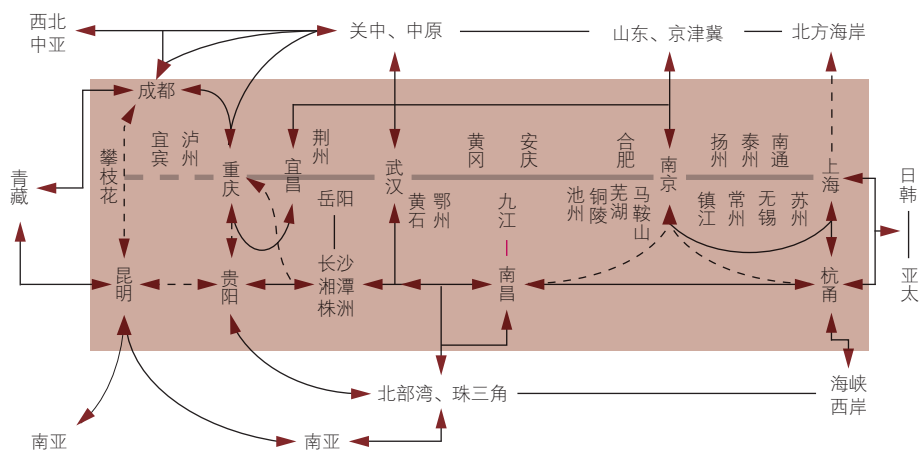 西北
中亚
关中、中原
山东、京津冀
北方海岸
成都
攀枝花
宜宾
泸州
重庆
宜昌
荆州
岳阳
武汉
黄冈
安庆
合肥
南京
扬州
泰州
南通
上海
黄石
鄂州
九江
池州
铜陵
芜湖
马鞍山
镇江
常州
无锡
苏州
青藏
日韩
亚太
昆明
贵阳
长沙
湘潭
株洲
南昌
杭甬
北部湾、珠三角
海峡
西岸
南亚
南亚